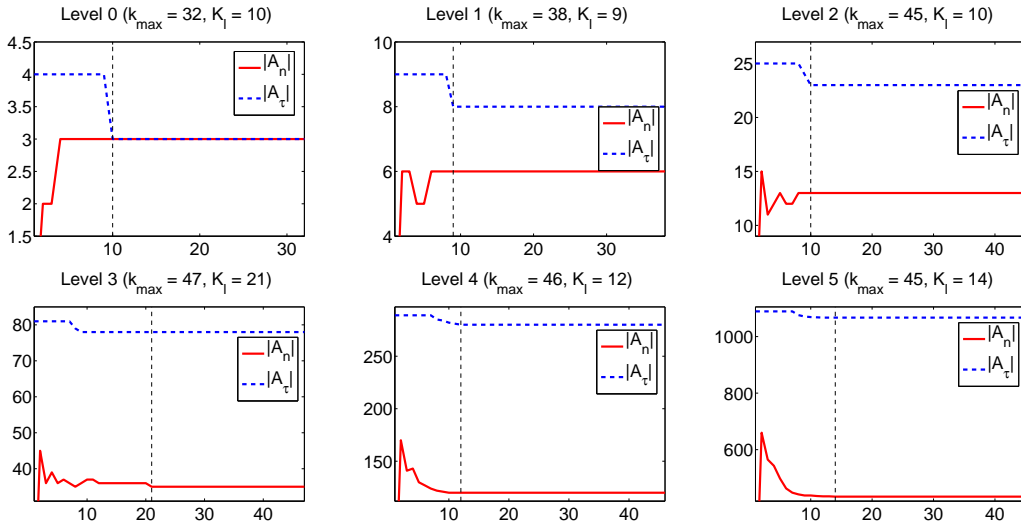 Level 0 (k_max = 32, K_l = 10)
4.5
4
3.5
3
2.5
2
1.5
10 20 30
|A_n|
|A_τ|
Level 1 (k_max = 38, K_l = 9)
10
8
6
4
10 20 30
|A_n|
|A_τ|
Level 2 (k_max = 45, K_l = 10)
25
20
15
10
10 20 30 40
|A_n|
|A_τ|
Level 3 (k_max = 47, K_l = 21)
80
70
60
50
40
10 20 30 40
|A_n|
|A_τ|
Level 4 (k_max = 46, K_l = 12)
250
200
150
10 20 30 40
|A_n|
|A_τ|
Level 5 (k_max = 45, K_l = 14)
1000
800
600
10 20 30 40
|A_n|
|A_τ|